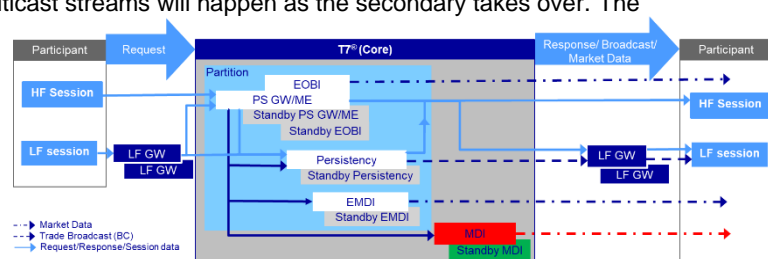 ulticast streams will happen as the secondary takes over. The
Participant
Request
T7® (Core)
Response/ Broadcast/
Market Data
Participant
Partition
EOBI
HF Session
PS GW/ME
HF Session
Standby PS GW/ME
Standby EOBI
LF session
LF GW
LF GW
Persistency
Standby Persistency
LF GW
LF GW
LF session
EMDI
Standby EMDI
Market Data
Trade Broadcast (BC)
Request/Response/Session data
MDI
Standby MDI